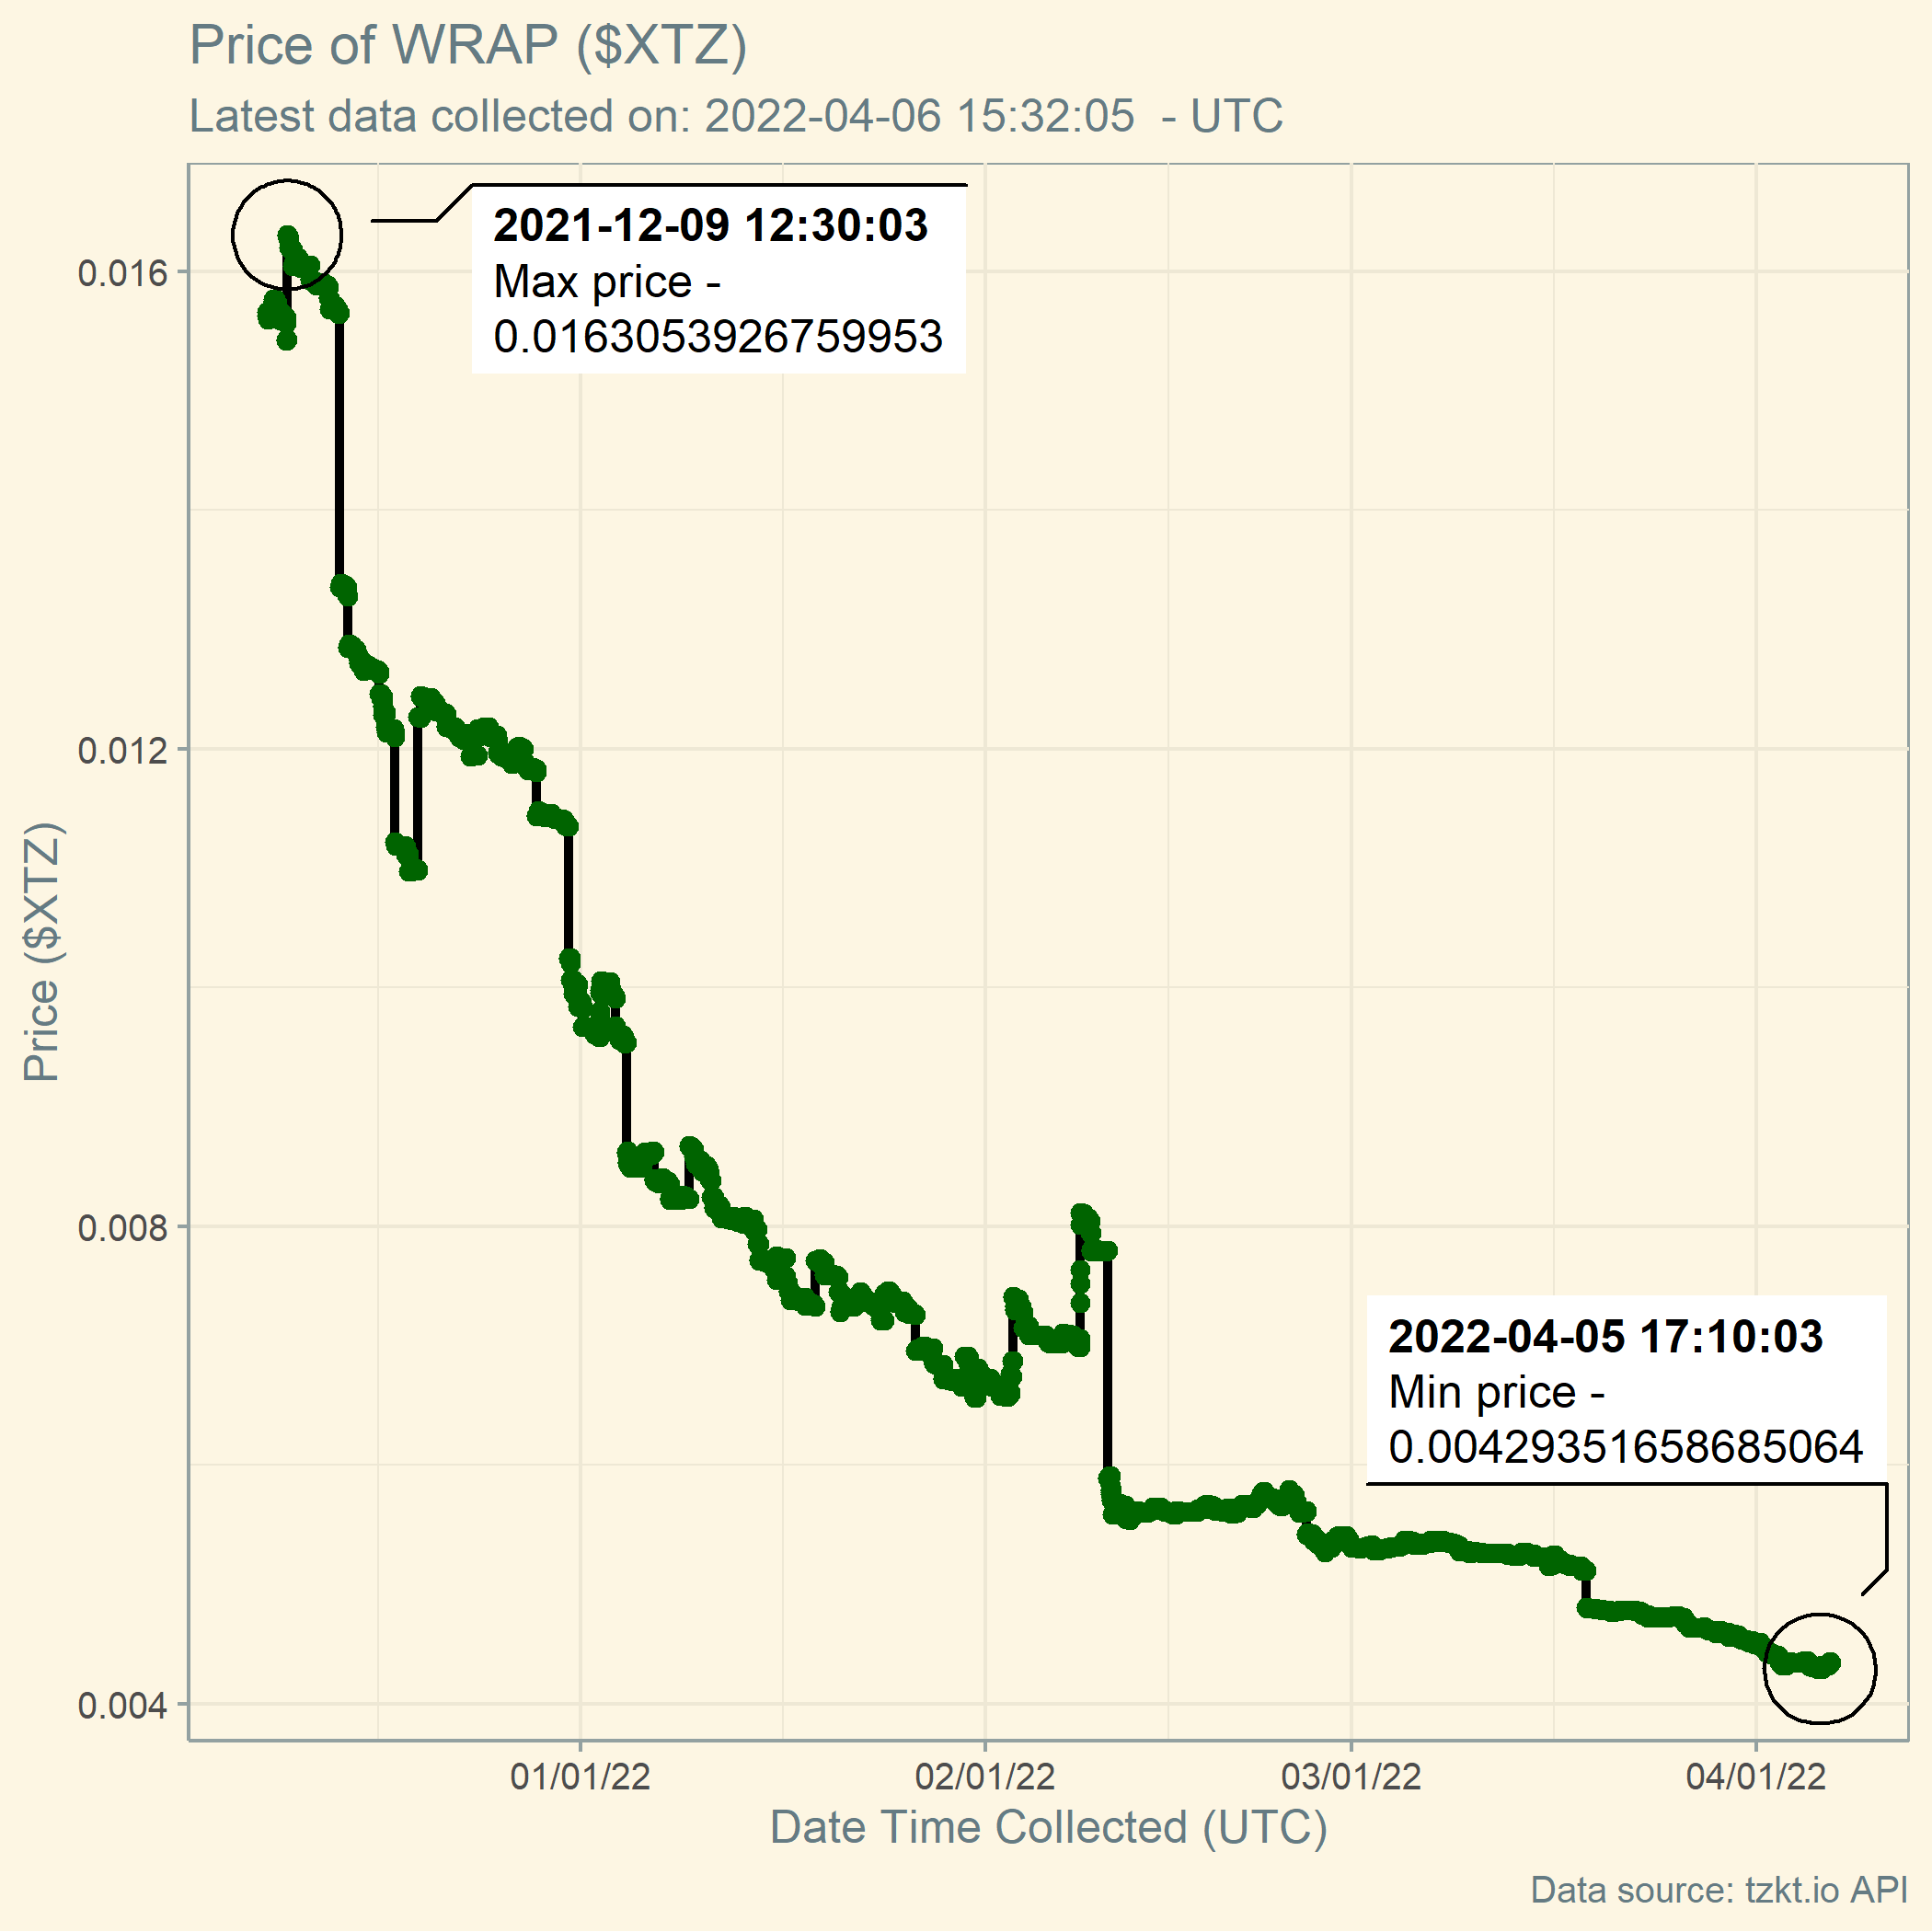 Price of WRAP ($XTZ)
Latest data collected on: 2022-04-06 15:32:05  - UTC
2021-12-09 12:30:03
Max price -
0.0163053926759953
0.016
0.012
0.008
0.004
Price ($XTZ)
2022-04-05 17:10:03
Min price -
0.00429351658685064
01/01/22
02/01/22
03/01/22
04/01/22
Date Time Collected (UTC)
Data source: tzkt.io API